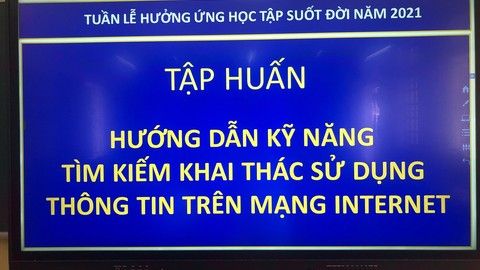 TUẦN LỄ HƯỞNG ỨNG HỌC TẬP SUỐT ĐỜI NĂM 2021
TẬP HUẤN
HƯỚNG DẪN KỸ NĂNG
TÌM KIẾM KHAI THÁC SỬ DỤNG
THÔNG TIN TRÊN MẠNG INTERNET